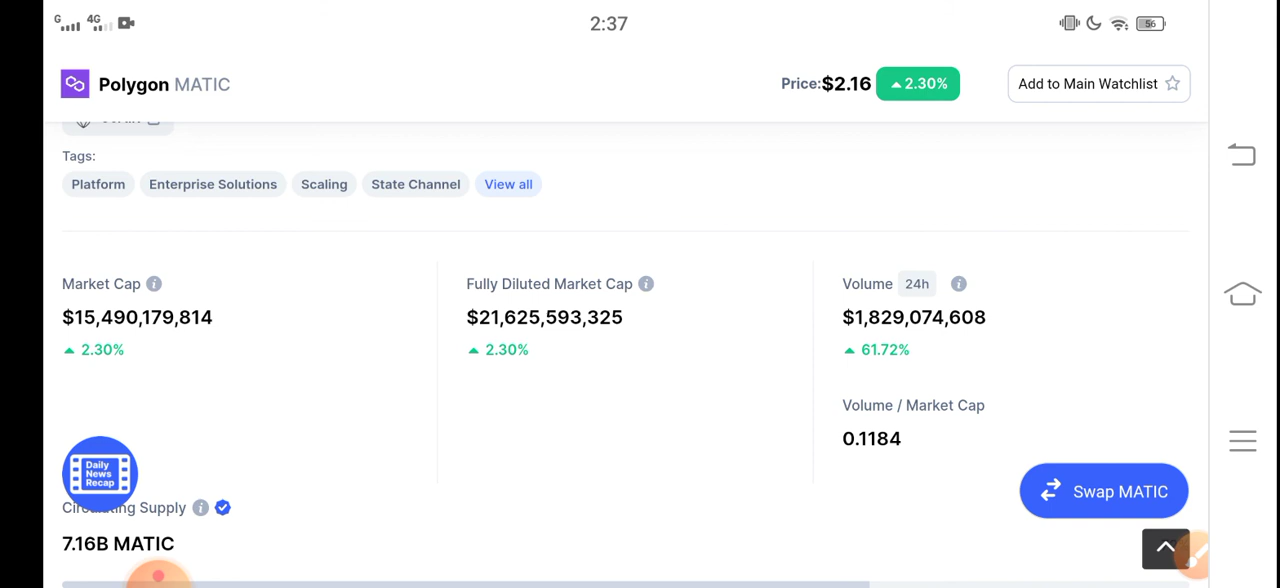 G 4G 2:37 56
Polygon MATIC Price:$2.16 2.30% Add to Main Watchlist
Tags:
Platform Enterprise Solutions Scaling State Channel View all
Market Cap Fully Diluted Market Cap Volume 24h
$15,490,179,814 $21,625,593,325 $1,829,074,608
2.30% 2.30% 61.72%
Volume / Market Cap
0.1184
Daily
News
Recap
Swap MATIC
Circulating Supply
7.16B MATIC